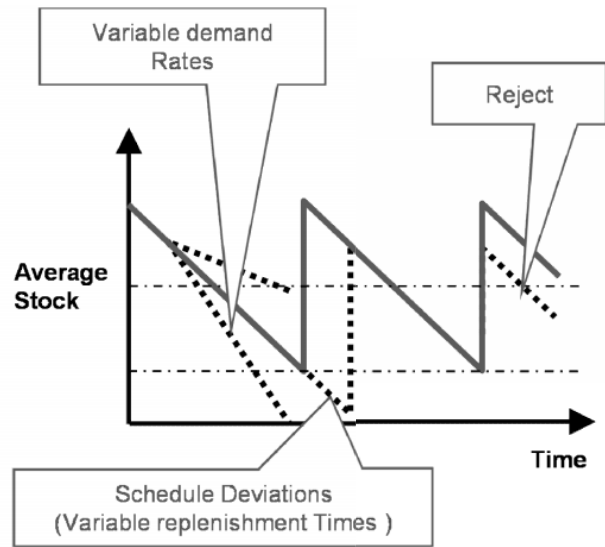 Variable demand
Rates
Reject
Average
Stock
Time
Schedule Deviations
(Variable replenishment Times )